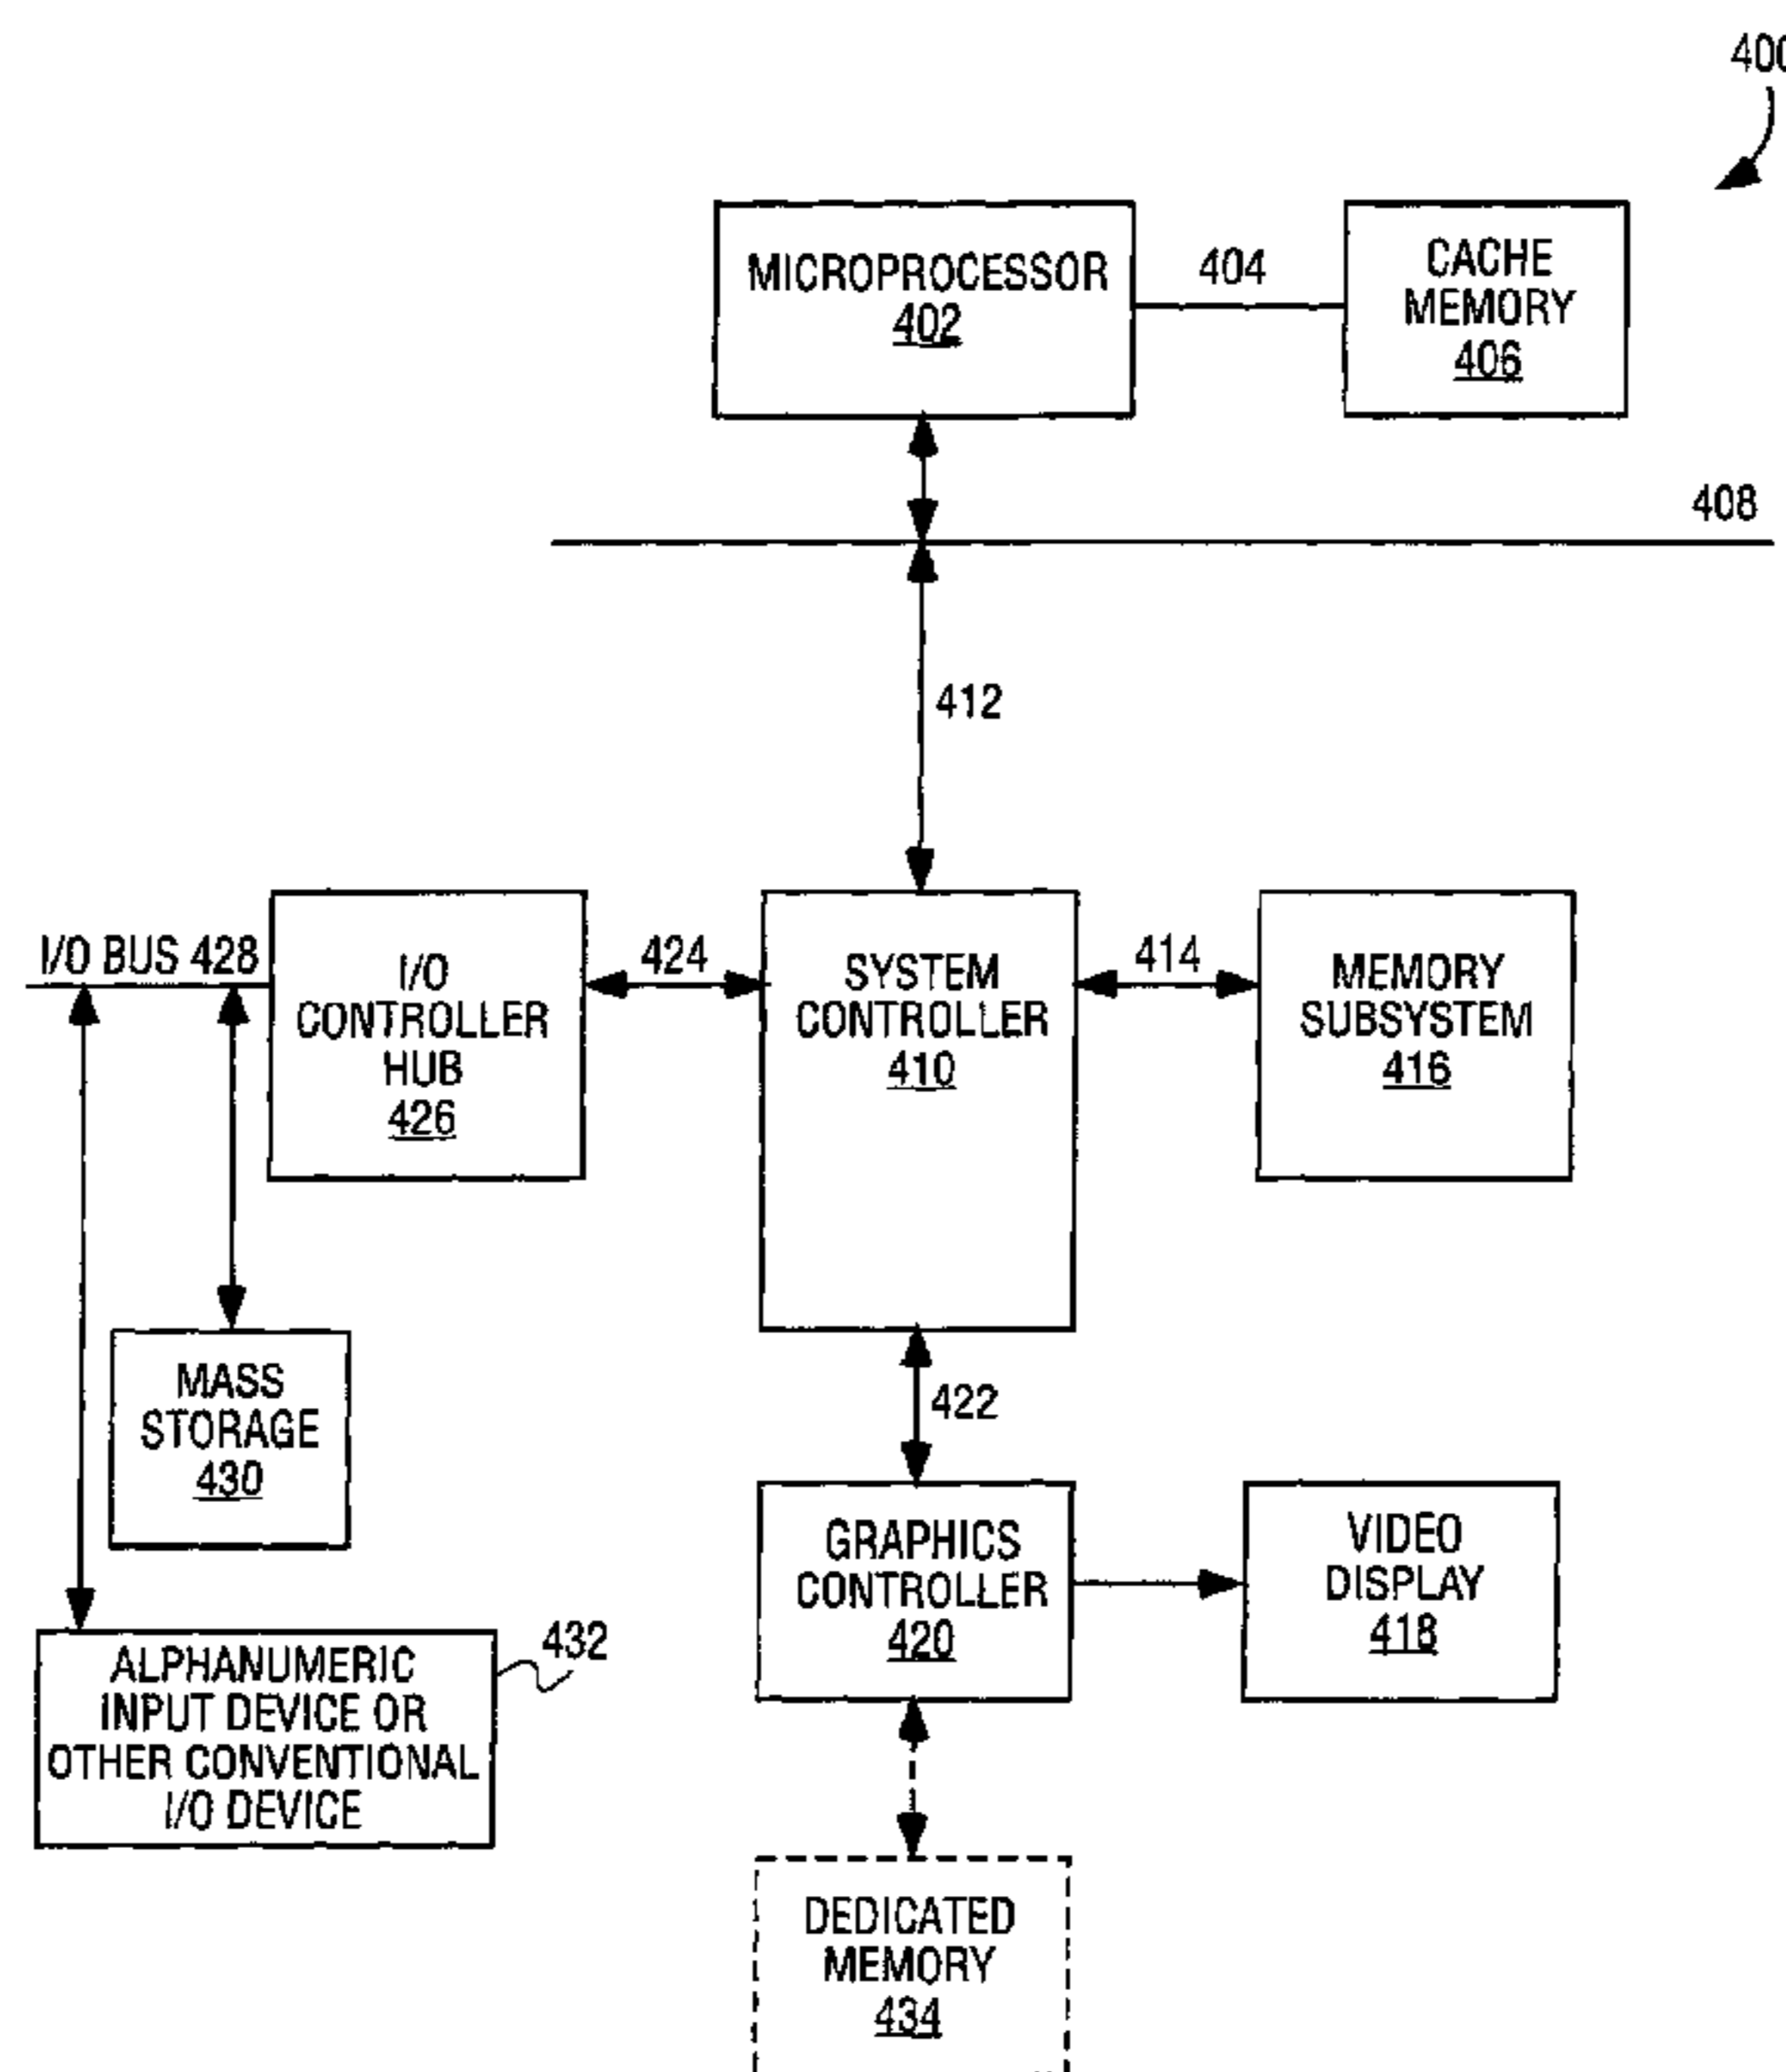 400
MICROPROCESSOR
402
404
CACHE
MEMORY
406
408
412
I/O BUS 428
I/O
CONTROLLER
HUB
426
424
SYSTEM
CONTROLLER
410
414
MEMORY
SUBSYSTEM
416
MASS
STORAGE
430
422
GRAPHICS
CONTROLLER
420
VIDEO
DISPLAY
418
432
ALPHANUMERIC
INPUT DEVICE OR
OTHER CONVENTIONAL
I/O DEVICE
DEDICATED
MEMORY
434